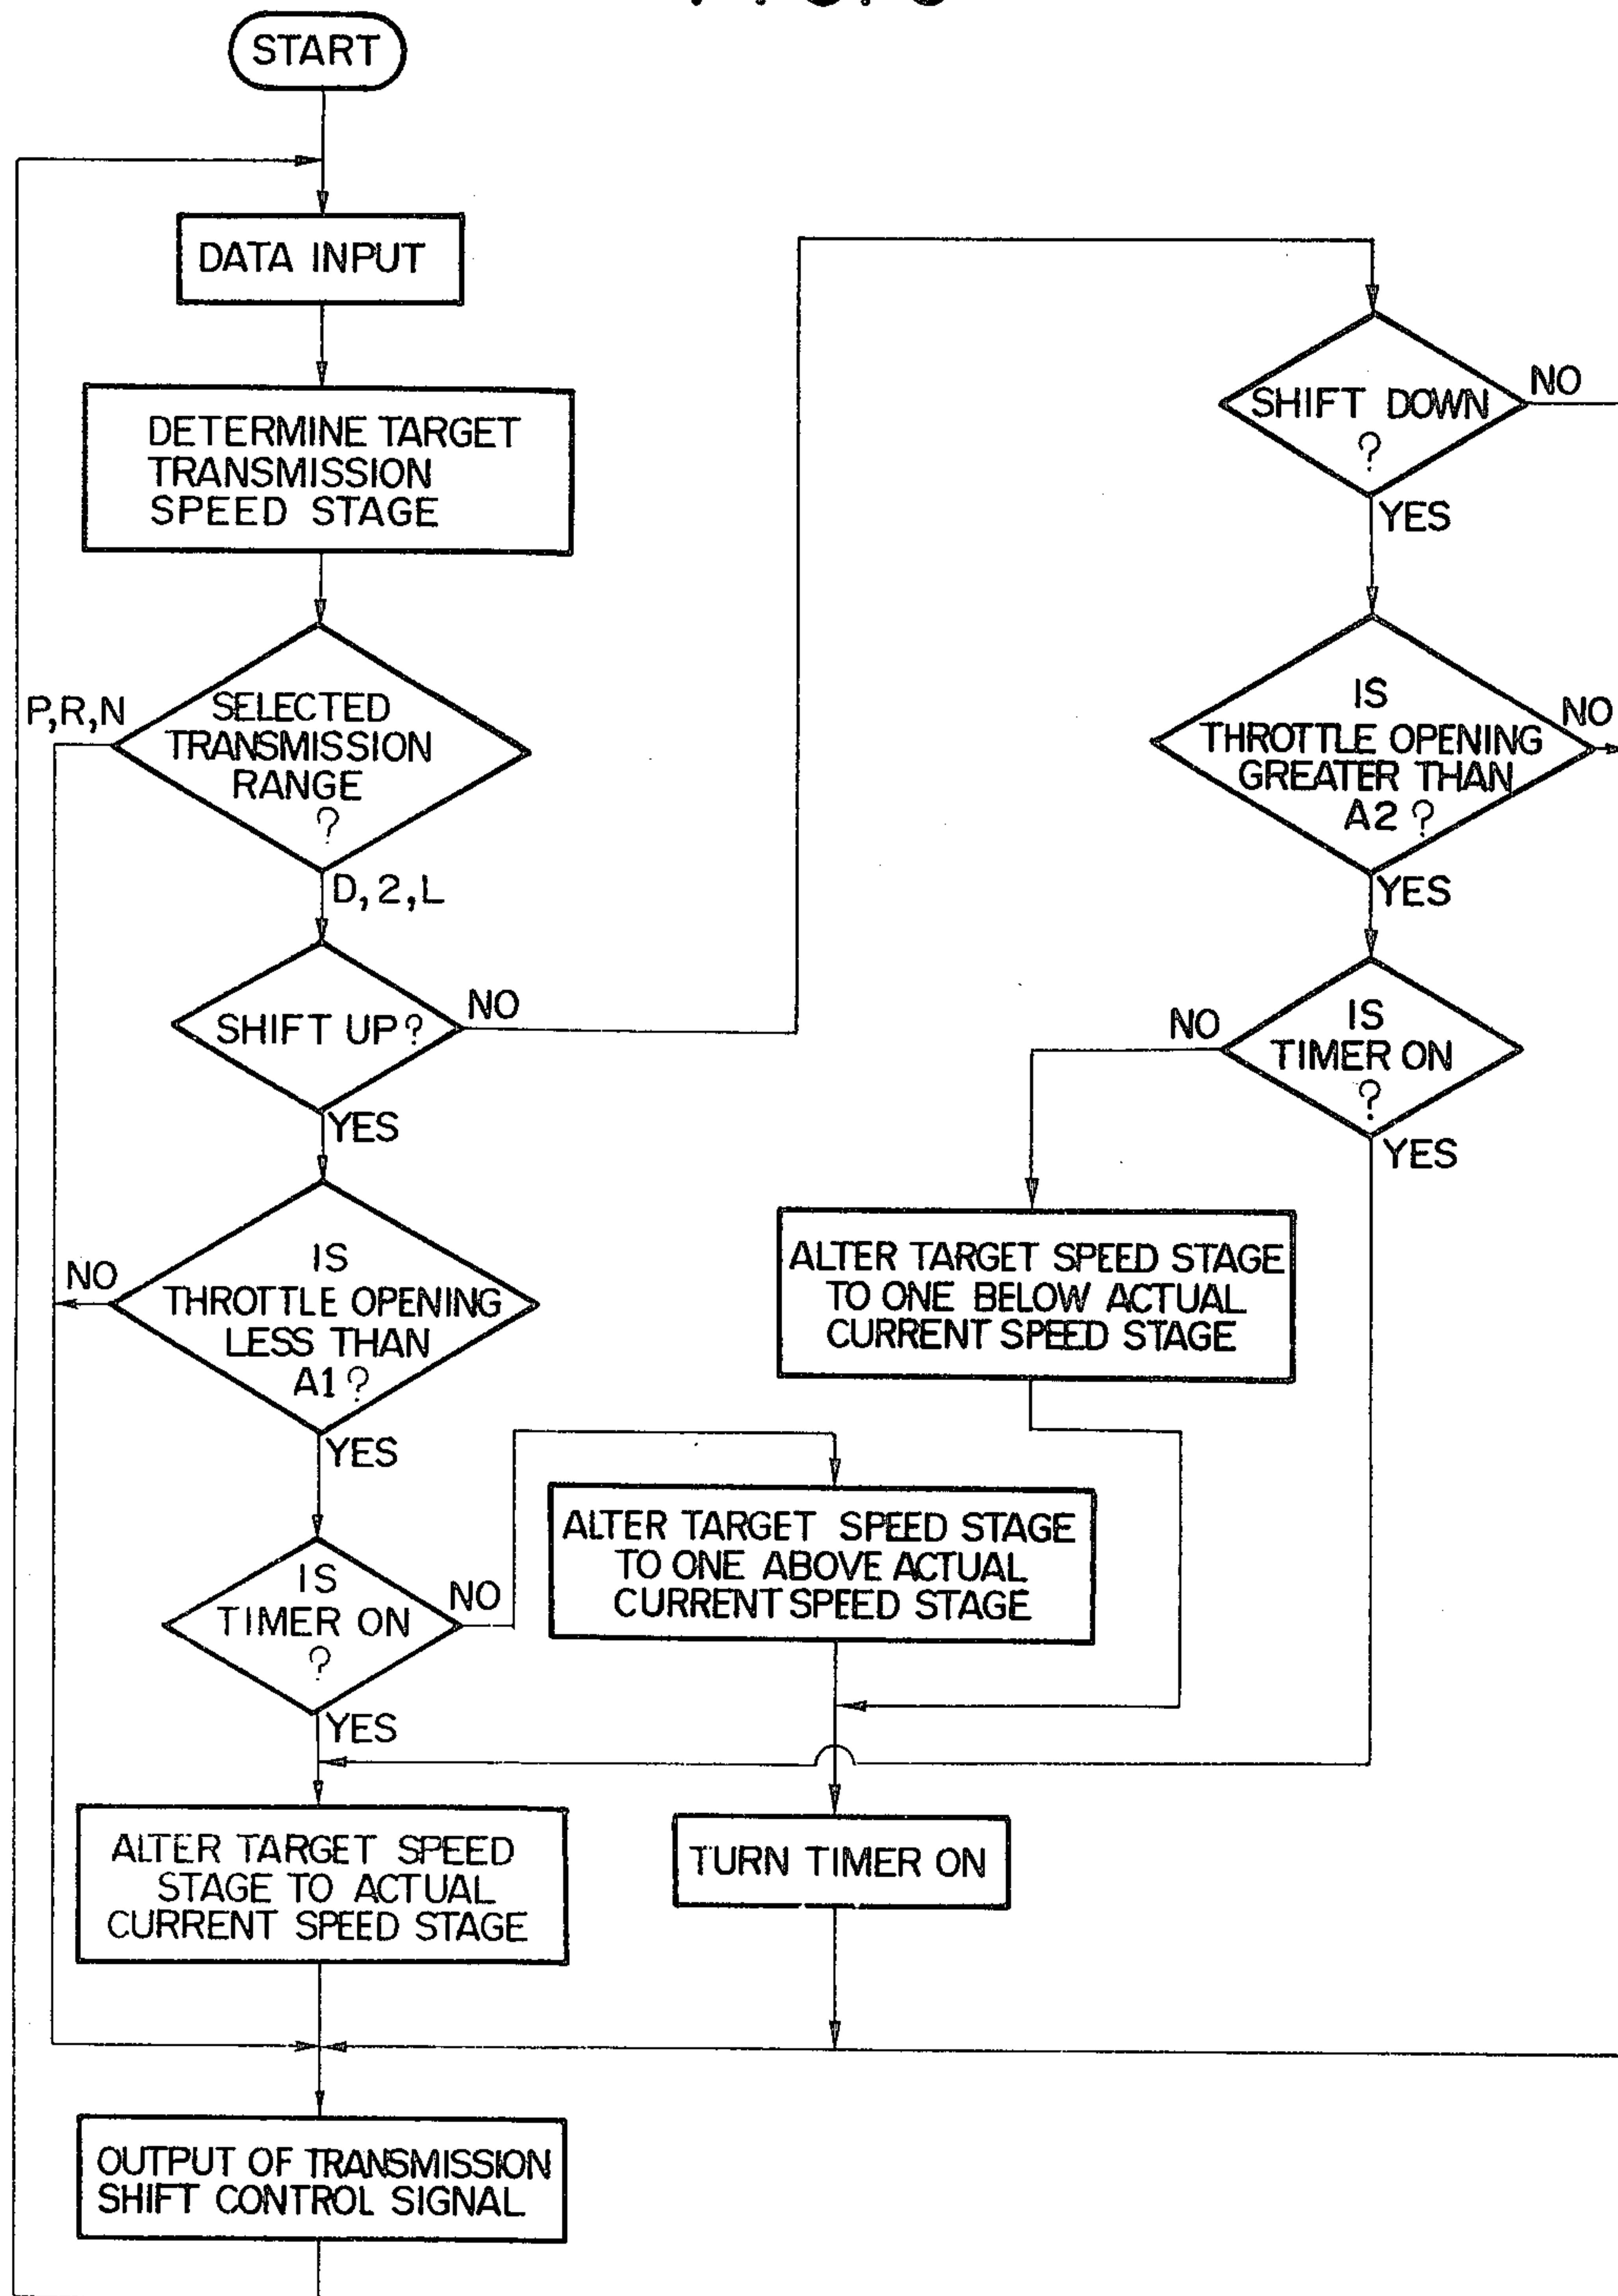 START
DATA INPUT
DETERMINE TARGET
TRANSMISSION
SPEED STAGE
P,R,N
SELECTED
TRANSMISSION
RANGE
?
D,2,L
SHIFT UP?
NO
YES
IS
THROTTLE OPENING
LESS THAN
A1?
NO
YES
IS
TIMER ON
?
NO
YES
ALTER TARGET SPEED
STAGE TO ACTUAL
CURRENT SPEED STAGE
OUTPUT OF TRANSMISSION
SHIFT CONTROL SIGNAL
ALTER TARGET SPEED STAGE
TO ONE ABOVE ACTUAL
CURRENT SPEED STAGE
TURN TIMER ON
SHIFT DOWN
?
NO
YES
IS
THROTTLE OPENING
GREATER THAN
A2?
NO
YES
IS
TIMER ON
?
NO
YES
ALTER TARGET SPEED STAGE
TO ONE BELOW ACTUAL
CURRENT SPEED STAGE